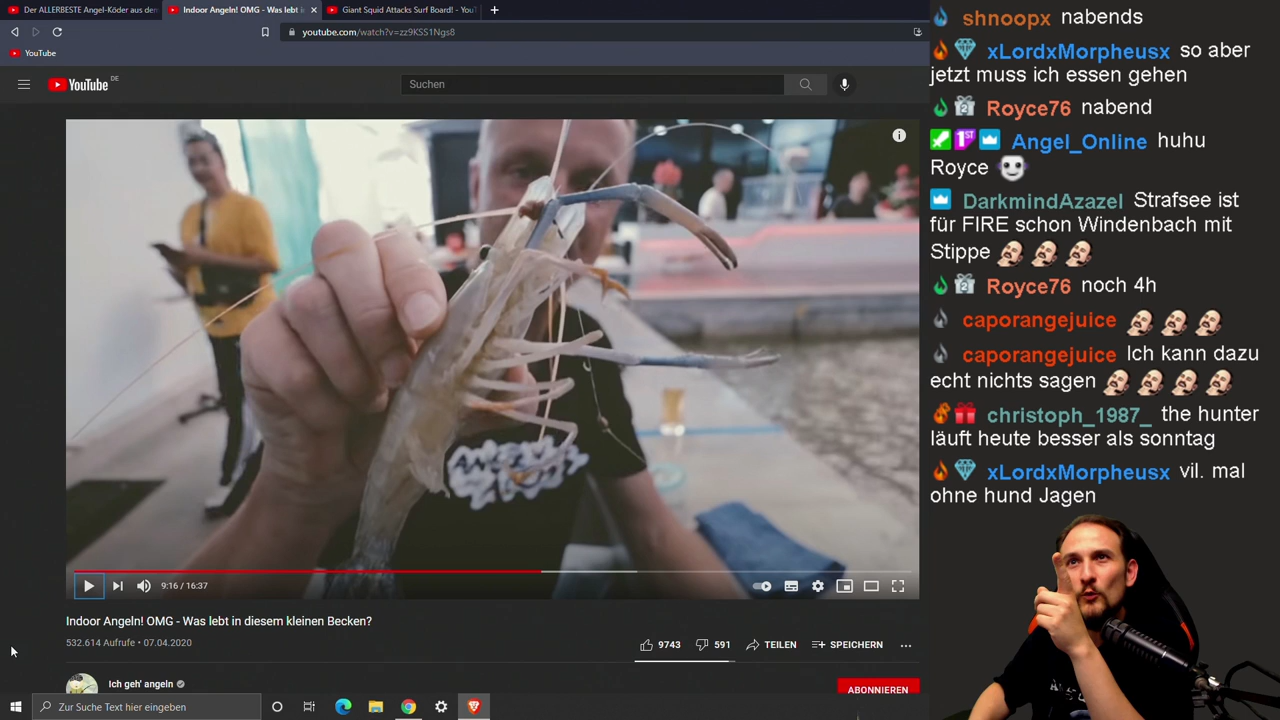 Der ALLERBESTE Angel-Köder aus dem
Indoor Angeln! OMG - Was lebt i
Giant Squid Attacks Surf Board! - YouT
youtube.com/watch?v=zz9KSS1Ngs8
YouTube
YouTube DE
Suchen
9:16 / 16:37
Indoor Angeln! OMG - Was lebt in diesem kleinen Becken?
532.614 Aufrufe • 07.04.2020
9743
591
TEILEN
SPEICHERN
Ich geh' angeln
ABONNIEREN
Zur Suche Text hier eingeben
shnoopx nabends
xLordxMorpheusx so aber
jetzt muss ich essen gehen
Royce76 nabend
1ST Angel_Online huhu
Royce
DarkmindAzazel Strafsee ist
für FIRE schon Windenbach mit
Stippe
Royce76 noch 4h
caporangejuice
caporangejuice Ich kann dazu
echt nichts sagen
christoph_1987_ the hunter
läuft heute besser als sonntag
xLordxMorpheusx vil. mal
ohne hund Jagen